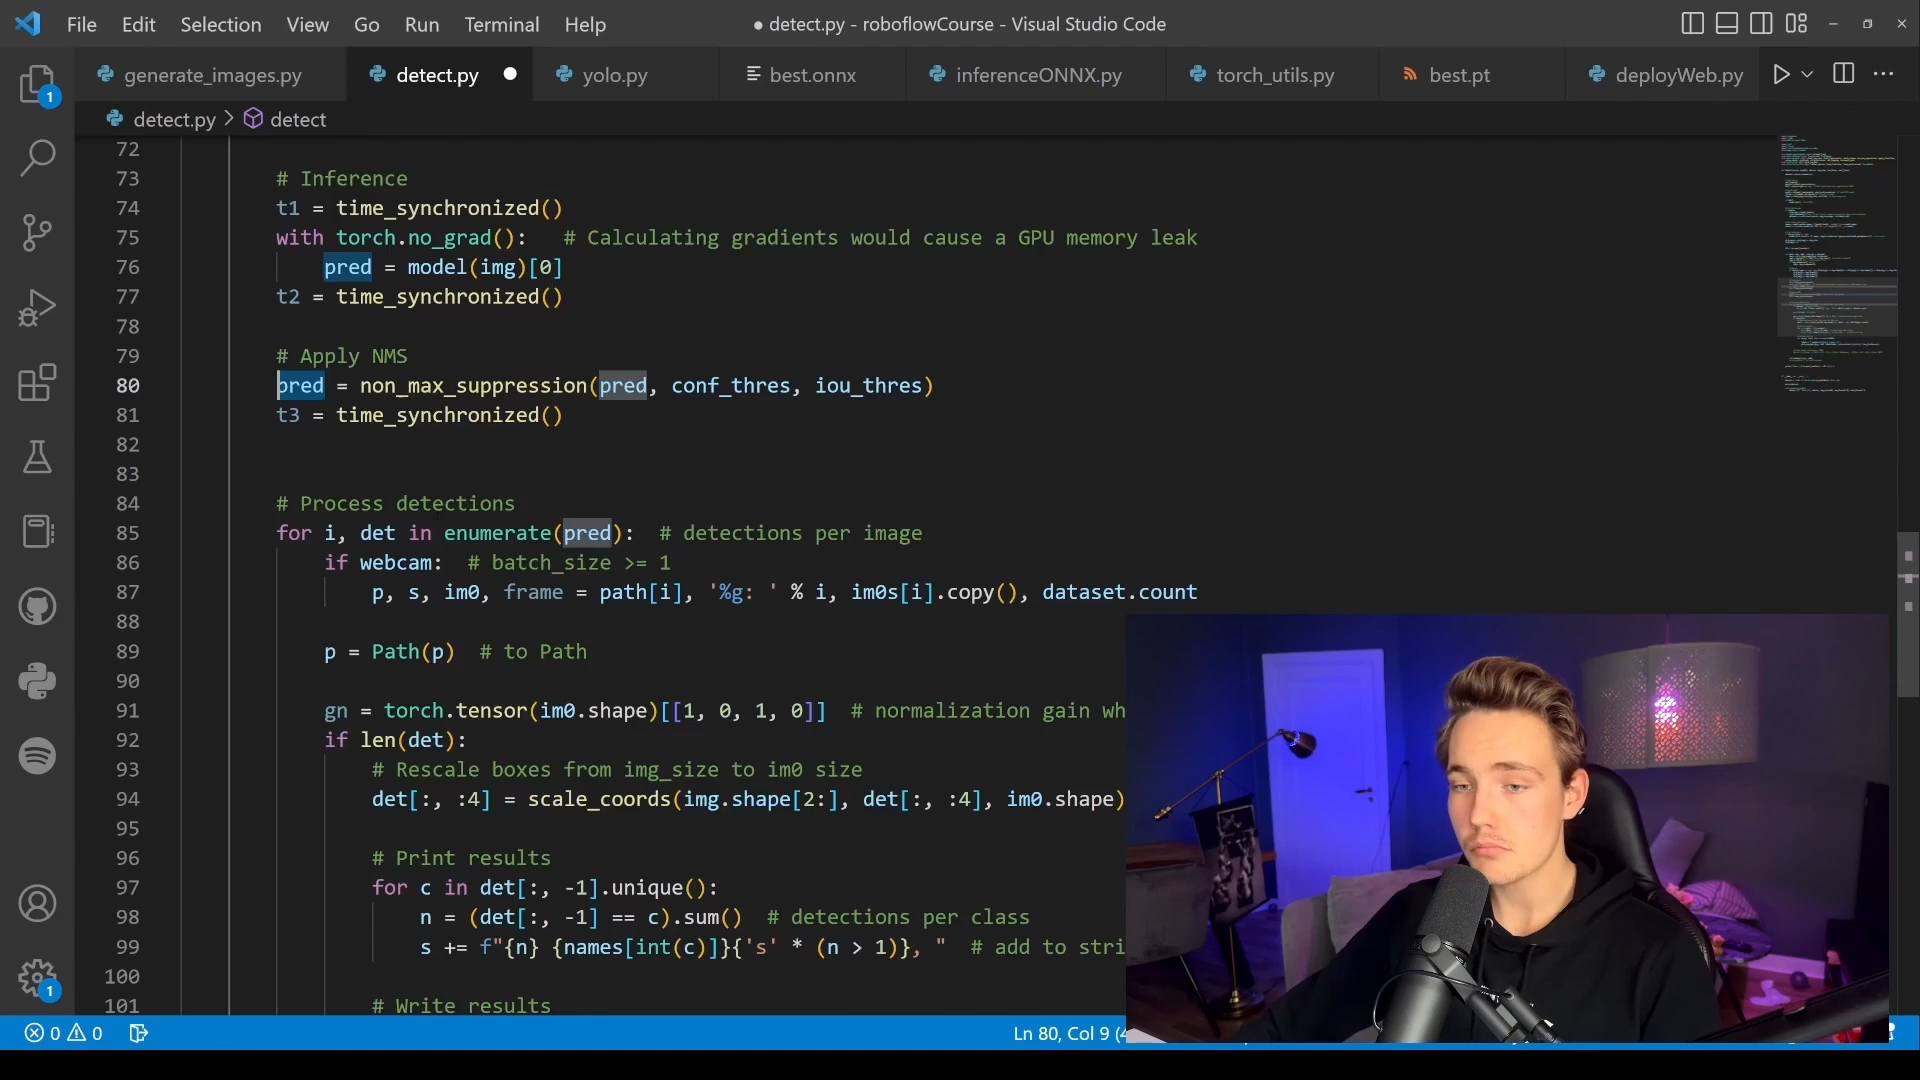 File Edit Selection View Go Run Terminal Help
● detect.py - roboflowCourse - Visual Studio Code
generate_images.py detect.py yolo.py best.onnx inferenceONNX.py torch_utils.py best.pt deployWeb.py
detect.py > detect
72
73 # Inference
74 t1 = time_synchronized()
75 with torch.no_grad():   # Calculating gradients would cause a GPU memory leak
76 pred = model(img)[0]
77 t2 = time_synchronized()
78
79 # Apply NMS
80 pred = non_max_suppression(pred, conf_thres, iou_thres)
81 t3 = time_synchronized()
82
83
84 # Process detections
85 for i, det in enumerate(pred):  # detections per image
86 if webcam:  # batch_size >= 1
87 p, s, im0, frame = path[i], '%g: ' % i, im0s[i].copy(), dataset.count
88
89 p = Path(p)  # to Path
90
91 gn = torch.tensor(im0.shape)[[1, 0, 1, 0]]  # normalization gain wh
92 if len(det):
93 # Rescale boxes from img_size to im0 size
94 det[:, :4] = scale_coords(img.shape[2:], det[:, :4], im0.shape)
95
96 # Print results
97 for c in det[:, -1].unique():
98 n = (det[:, -1] == c).sum()  # detections per class
99 s += f"{n} {names[int(c)]}{'s' * (n > 1)}, "  # add to stri
100
101 # Write results
1
1
0 0
Ln 80, Col 9 (4